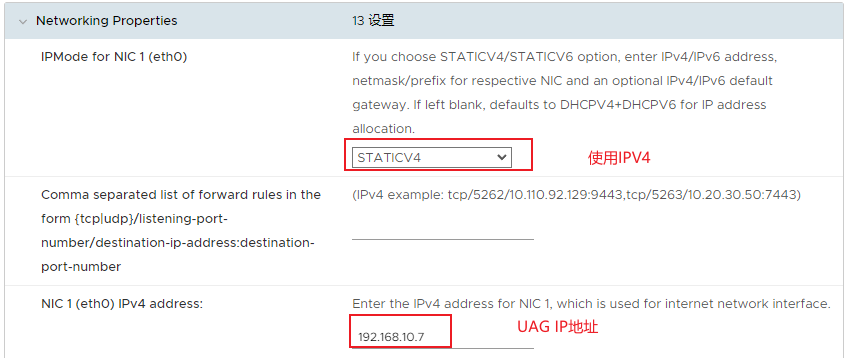 Networking Properties 13 设置
IPMode for NIC 1 (eth0)
If you choose STATICV4/STATICV6 option, enter IPv4/IPv6 address,
netmask/prefix for respective NIC and an optional IPv4/IPv6 default
gateway. If left blank, defaults to DHCPV4+DHCPV6 for IP address
allocation.
STATICV4
使用IPV4
Comma separated list of forward rules in the
form {tcp|udp}/listening-port-
number/destination-ip-address:destination-
port-number
(IPv4 example: tcp/5262/10.110.92.129:9443,tcp/5263/10.20.30.50:7443)
NIC 1 (eth0) IPv4 address:
Enter the IPv4 address for NIC 1, which is used for internet network interface.
192.168.10.7
UAG IP地址